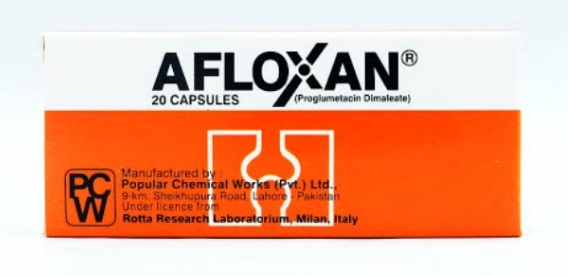 AFLOXAN®
20 CAPSULES (Proglumetacin Dimaleate)
PCW
Manufactured by :
Popular Chemical Works (Pvt.) Ltd.,
9-km, Sheikhupura Road, Lahore - Pakistan
Under licence from
Rotta Research Laboratorium, Milan, Italy